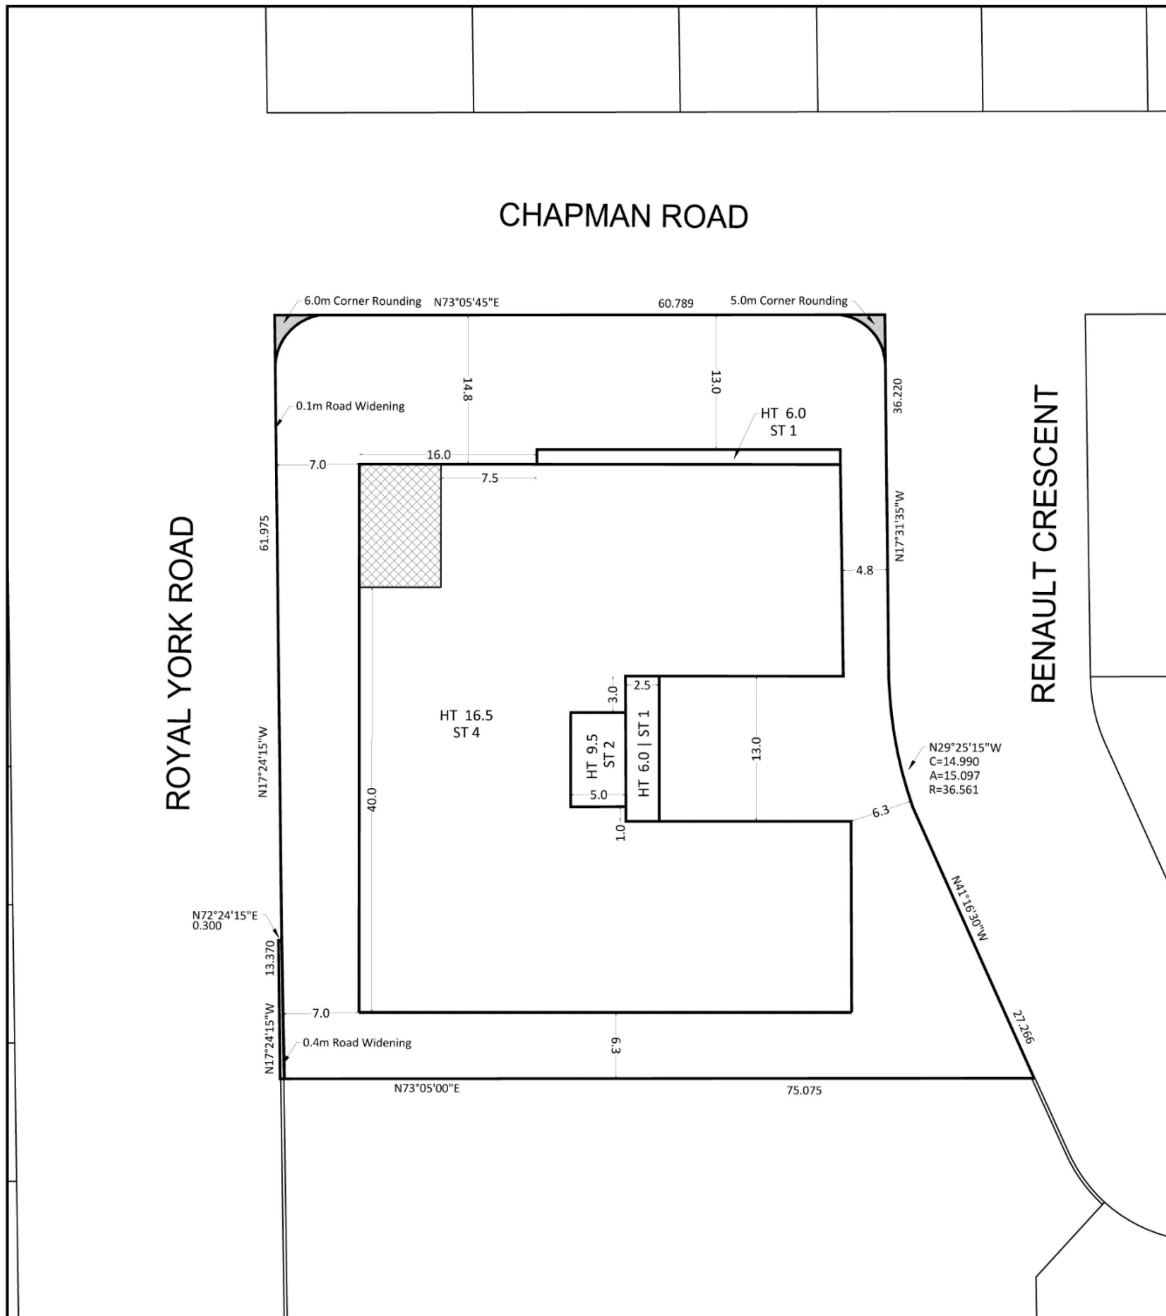 CHAPMAN ROAD
6.0m Corner Rounding
N73°05'45"E
60.789
5.0m Corner Rounding
14.8
13.0
36.220
0.1m Road Widening
HT 6.0
ST 1
16.0
7.0
7.5
61.975
N17°31'35"W
RENAULT CRESCENT
4.8
ROYAL YORK ROAD
3.0
2.5
HT 16.5
ST 4
HT 9.5
ST 2
HT 6.0 | ST 1
13.0
N17°24'15"W
N29°25'15"W
C=14.990
A=15.097
R=36.561
5.0
40.0
6.3
1.0
N41°16'30"W
N72°24'15"E
0.300
13.370
7.0
N17°24'15"W
0.4m Road Widening
6.3
27.266
N73°05'00"E
75.075